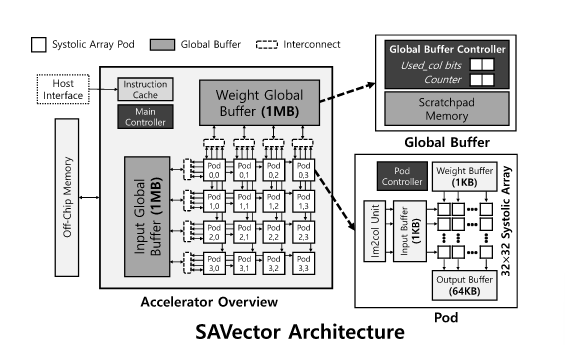 Systolic Array Pod
Global Buffer
Interconnect
Host
Interface
Instruction
Cache
Main
Controller
Weight Global
Buffer (1MB)
Off-Chip Memory
Input Global
Buffer (1MB)
Pod
0,0
Pod
0,1
Pod
0,2
Pod
0,3
Pod
1,0
Pod
1,1
Pod
1,2
Pod
1,3
Pod
2,0
Pod
2,1
Pod
2,2
Pod
2,3
Pod
3,0
Pod
3,1
Pod
3,2
Pod
3,3
Accelerator Overview
Global Buffer Controller
Used_col bits
Counter
Scratchpad
Memory
Global Buffer
Pod
Controller
Weight Buffer
(1KB)
Im2col Unit
Input Buffer
(1KB)
32×32 Systolic Array
Output Buffer
(64KB)
Pod
SAVector Architecture